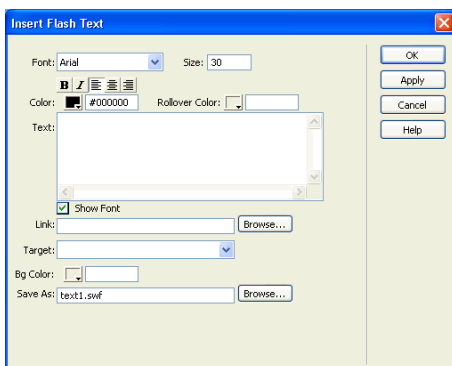 Insert Flash Text
Font: Arial Size: 30 OK
B I Apply
Color: #000000 Rollover Color: Cancel
Text: Help
Show Font
Link: Browse...
Target:
Bg Color:
Save As: text1.swf Browse...